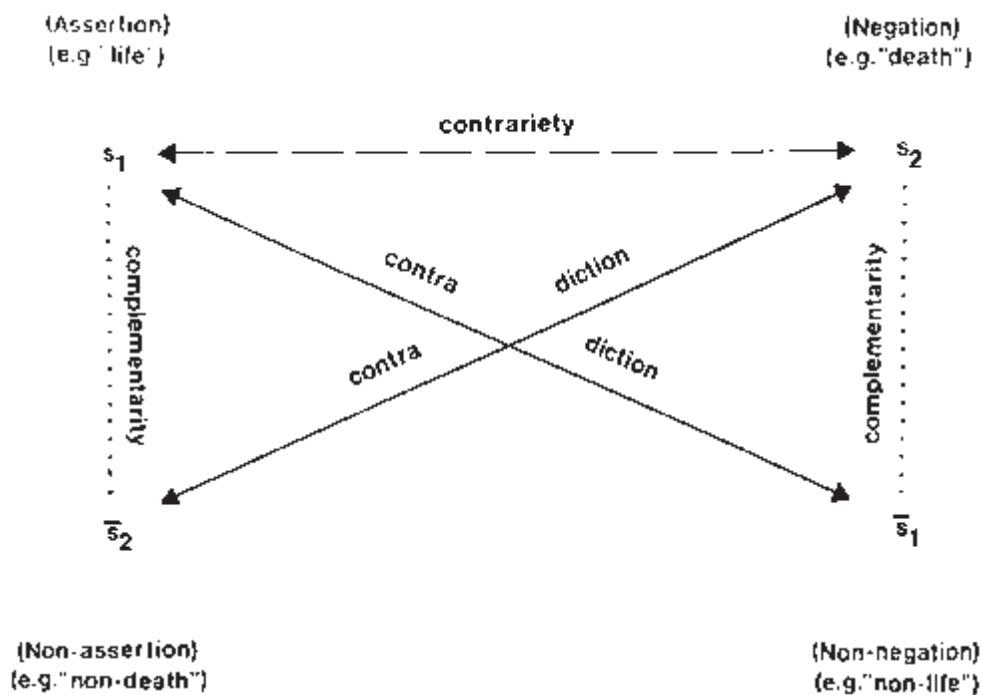 (Assertion)
(e.g 'life')
(Negation)
(e.g."death")
contrariety
s1
s2
contra
diction
complementarity
complementarity
contra
diction
s̅2
s̅1
(Non-assertion)
(e.g."non-death")
(Non-negation)
(e.g."non-life")